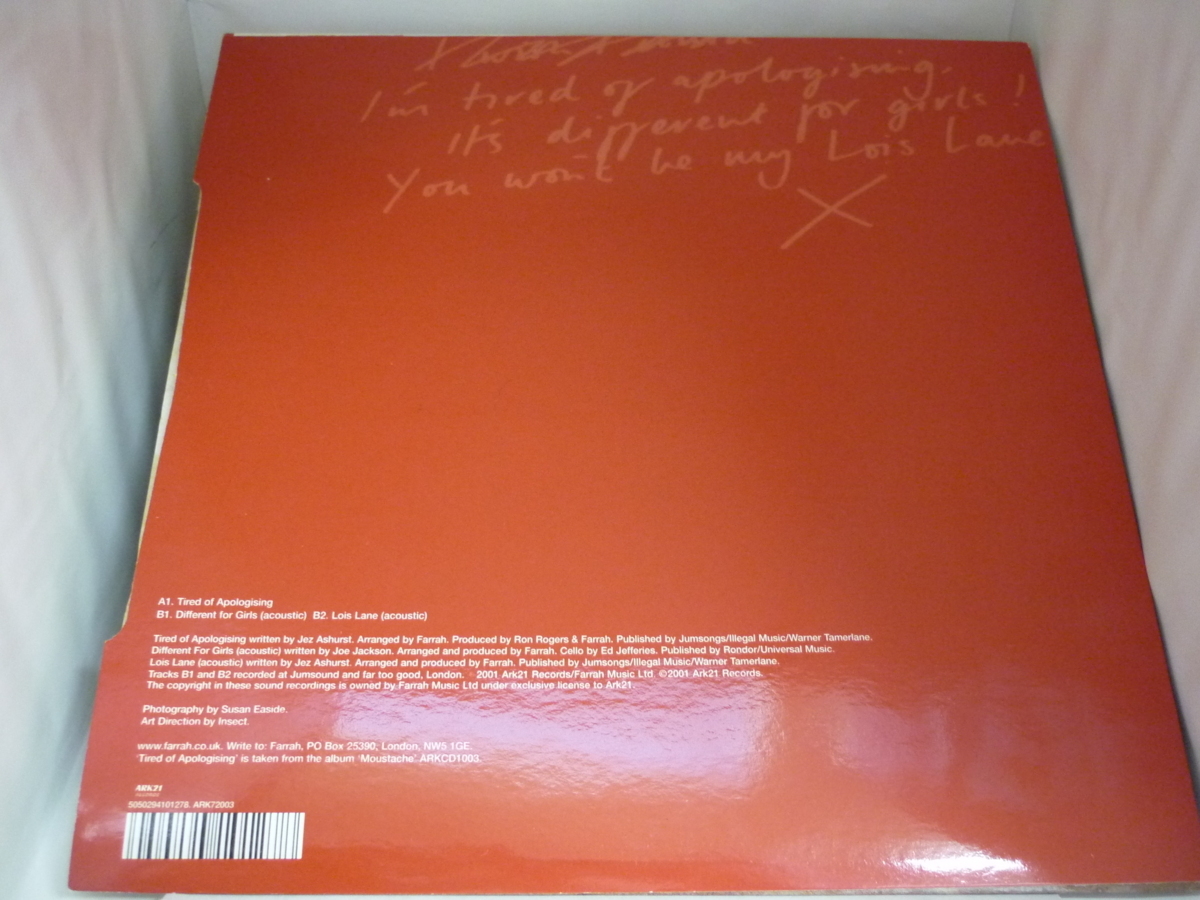 I'm tired of apologising.
It's different for girls!
You won't be my Lois Lane
X
A1. Tired of Apologising
B1. Different for Girls (acoustic) B2. Lois Lane (acoustic)
Tired of Apologising written by Jez Ashurst. Arranged by Farrah. Produced by Ron Rogers & Farrah. Published by Jumsongs/Illegal Music/Warner Tamerlane.
Different For Girls (acoustic) written by Joe Jackson. Arranged and produced by Farrah. Cello by Ed Jefferies. Published by Rondor/Universal Music.
Lois Lane (acoustic) written by Jez Ashurst. Arranged and produced by Farrah. Published by Jumsongs/Illegal Music/Warner Tamerlane.
Tracks B1 and B2 recorded at Jumsound and far too good, London. 2001 Ark21 Records/Farrah Music Ltd. ©2001 Ark21 Records.
The copyright in these sound recordings is owned by Farrah Music Ltd under exclusive license to Ark21.
Photography by Susan Easide.
Art Direction by Insect.
www.farrah.co.uk. Write to: Farrah, PO Box 25390, London, NW5 1GE.
'Tired of Apologising' is taken from the album 'Moustache' ARKCD1003.
ARK21
5050294101278. ARK72003